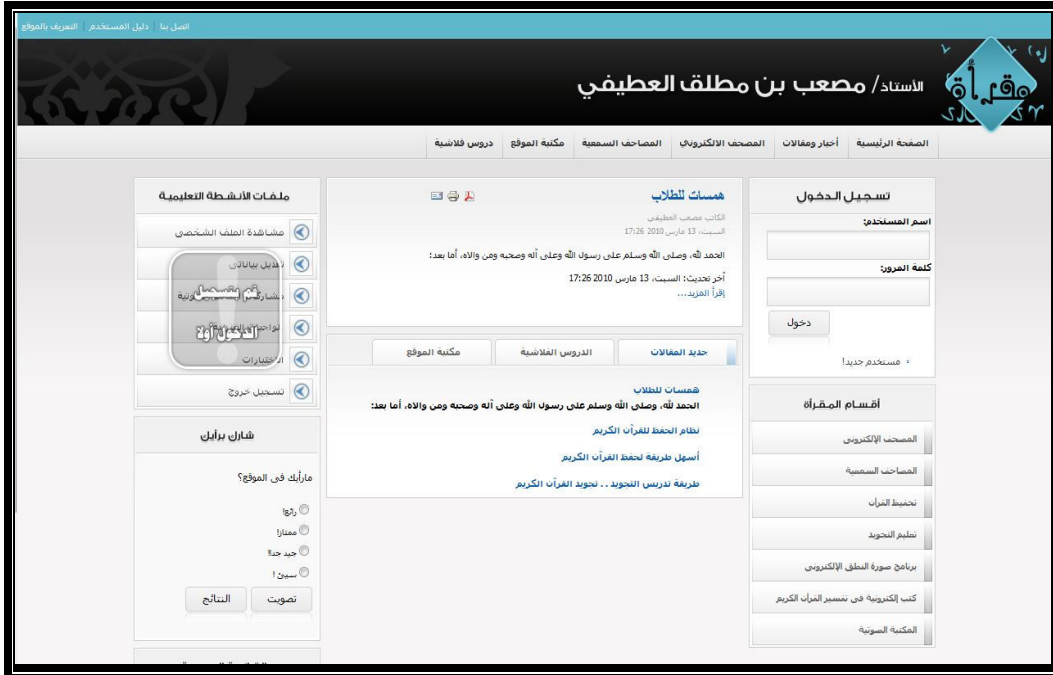 التعريف بالموقع | دليل المستخدم | اتصل بنا
مقرأة
الأستاذ/ مصعب بن مطلق العطيفي
الصفحة الرئيسية
أخبار ومقالات
المصحف الالكتروني
المصاحف السمعية
مكتبة الموقع
دروس فلاشية
تسجيل الدخول
اسم المستخدم:
كلمة المرور:
دخول
مستخدم جديد!
أقسام المقرأة
المصحف الإلكتروني
المصاحف السمعية
تحفيظ القرآن
تعليم التجويد
برنامج صورة النطق الإلكتروني
كتب إلكترونية في تفسير القرآن الكريم
المكتبة الصوتية
همسات للطلاب
الكاتب مصعب العطيفي
السبت، 13 مارس 2010 17:26
الحمد لله، وصلى الله وسلم على رسول الله وعلى آله وصحبه ومن والاه، أما بعد:
آخر تحديث: السبت، 13 مارس 2010 17:26
إقرأ المزيد...
جديد المقالات
الدروس الفلاشية
مكتبة الموقع
همسات للطلاب
الحمد لله، وصلى الله وسلم على رسول الله وعلى آله وصحبه ومن والاه، أما بعد:
نظام الحفظ للقرآن الكريم
أسهل طريقة لحفظ القرآن الكريم
طريقة تدريس التجويد . . تجويد القرآن الكريم
ملفات الأنشطة التعليمية
مشاهدة الملف الشخصي
تعديل بياناتي
قم بتسجيل
الدخول أولا
الاختبارات
تسجيل خروج
شارك برأيك
مارأيك في الموقع؟
رائع!
ممتاز!
جيد جدا!
سيئ !
تصويت
النتائج